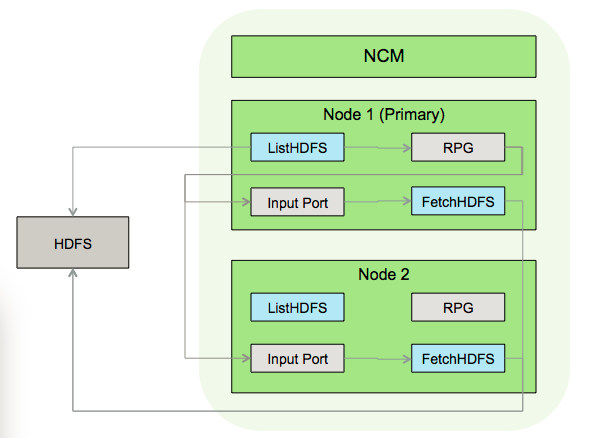 NCM
Node 1 (Primary)
ListHDFS
RPG
Input Port
FetchHDFS
HDFS
Node 2
ListHDFS
RPG
Input Port
FetchHDFS